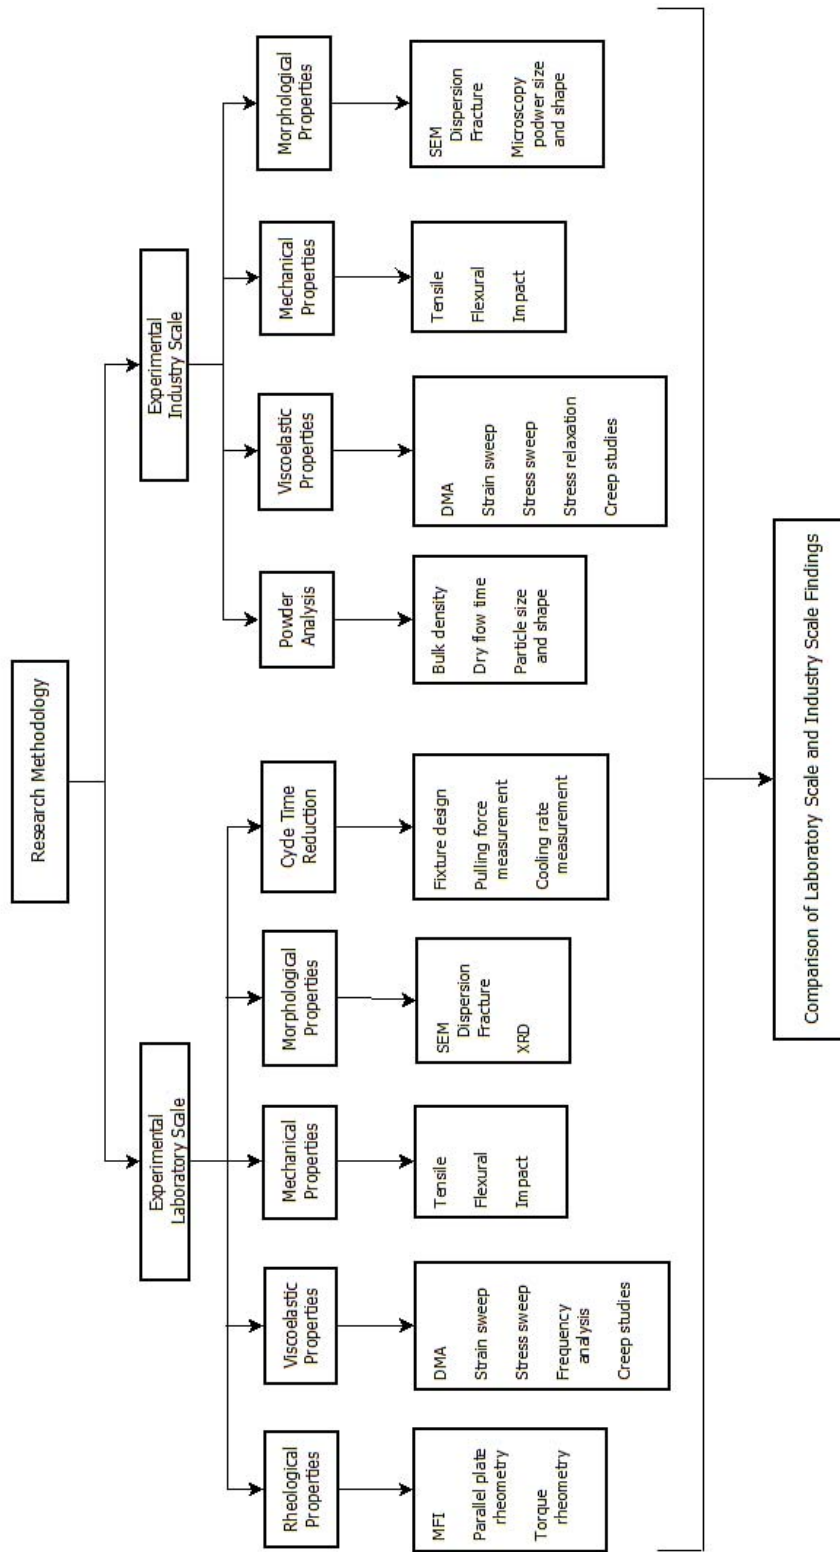 Research Methodology
Experimental
Laboratory Scale
Experimental
Industry Scale
Rheological
Properties
Viscoelastic
Properties
Mechanical
Properties
Morphological
Properties
Cycle Time
Reduction
Powder
Analysis
Viscoelastic
Properties
Mechanical
Properties
Morphological
Properties
MFI
Parallel plate
rheometry
Torque
rheometry
DMA
Strain sweep
Stress sweep
Frequency
analysis
Creep studies
Tensile
Flexural
Impact
SEM
Dispersion
Fracture
XRD
Fixture design
Pulling force
measurement
Cooling rate
measurement
Bulk density
Dry flow time
Particle size
and shape
DMA
Strain sweep
Stress sweep
Stress relaxation
Creep studies
Tensile
Flexural
Impact
SEM
Dispersion
Fracture
Microscopy
podwer size
and shape
Comparison of Laboratory Scale and Industry Scale Findings